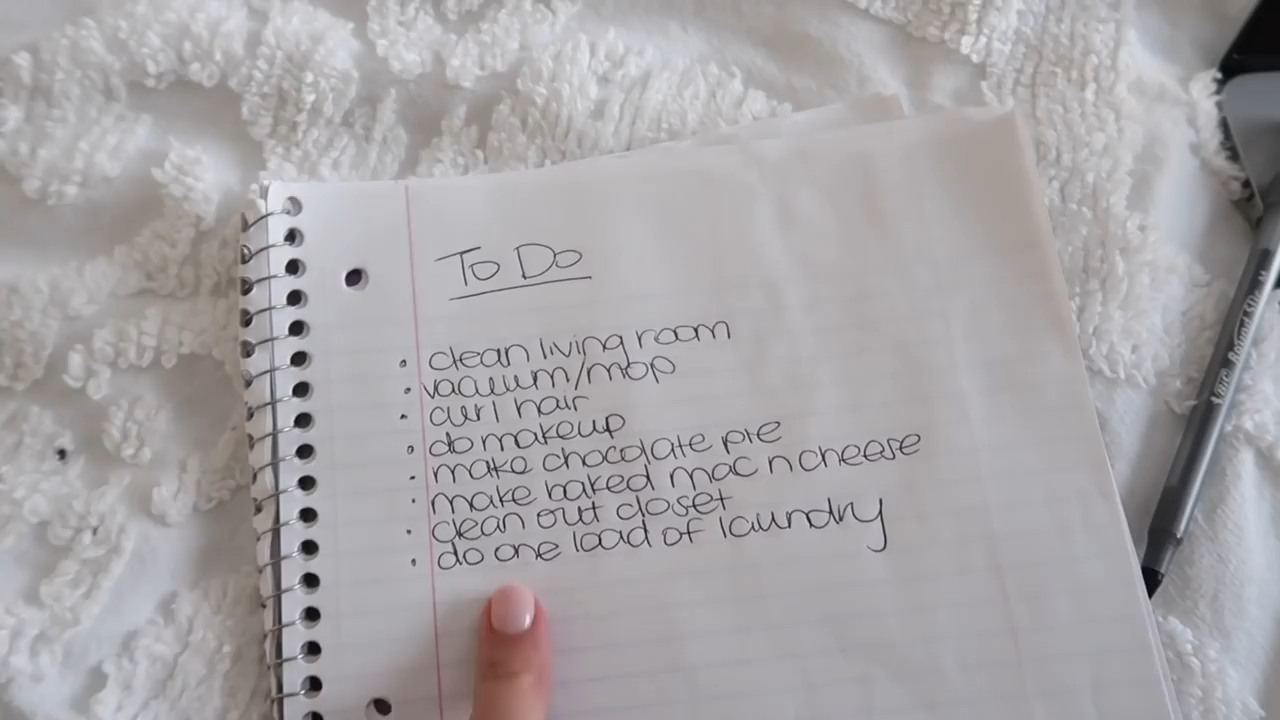 To Do
• clean living room
• vacuum/mop
• curl hair
• do makeup
• make chocolate pie
• make baked mac n cheese
• clean out closet
• do one load of laundry
BIC